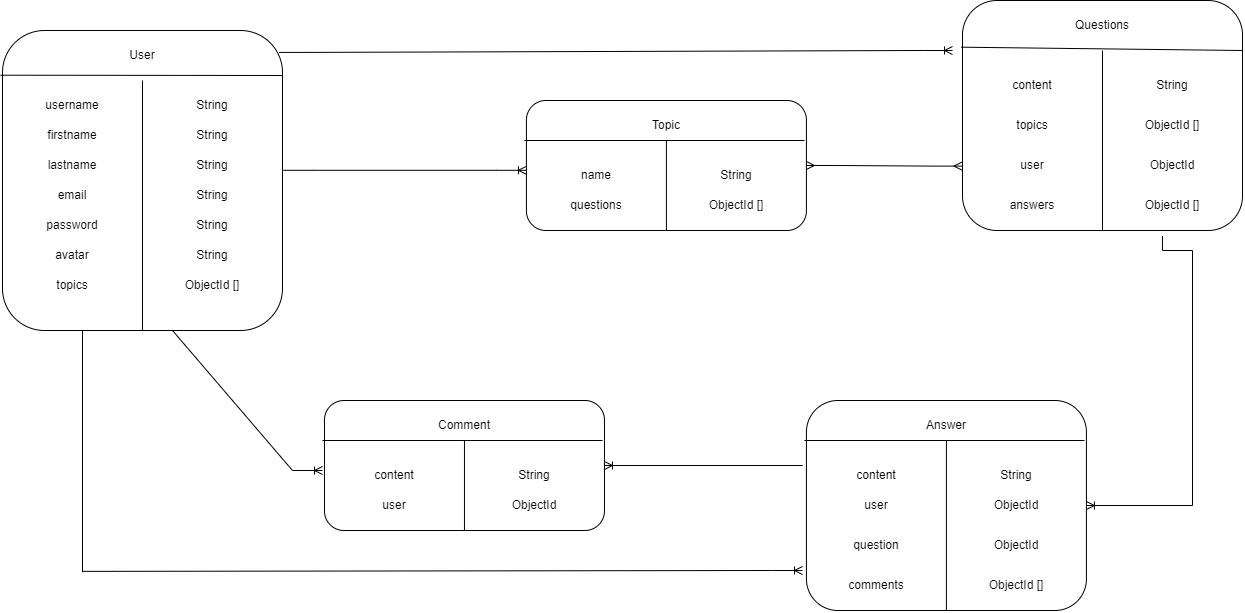 User
username String
firstname String
lastname String
email String
password String
avatar String
topics ObjectId []
Topic
name String
questions ObjectId []
Questions
content String
topics ObjectId []
user ObjectId
answers ObjectId []
Comment
content String
user ObjectId
Answer
content String
user ObjectId
question ObjectId
comments ObjectId []